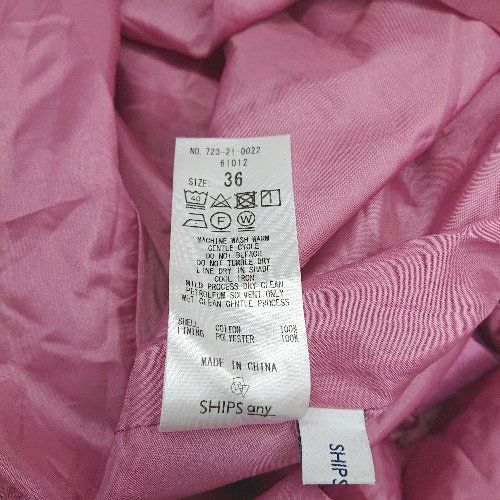 NO. 723-21 0022
61012
SIZE: 36
40 F W
MACHINE WASH WARM
GENTLE CYCLE
DO NOT BLEACH
DO NOT TUMBLE DRY
LINE DRY IN SHADE
COOL IRON
MILD PROCESS DRY CLEAN
PETROLEUM SOLVENT ONLY
WET CLEAN GENTLE PROCESS
SHELL COTTON 100%
LINING POLYESTER 100%
MADE IN CHINA
SHIPS any
SHIPS